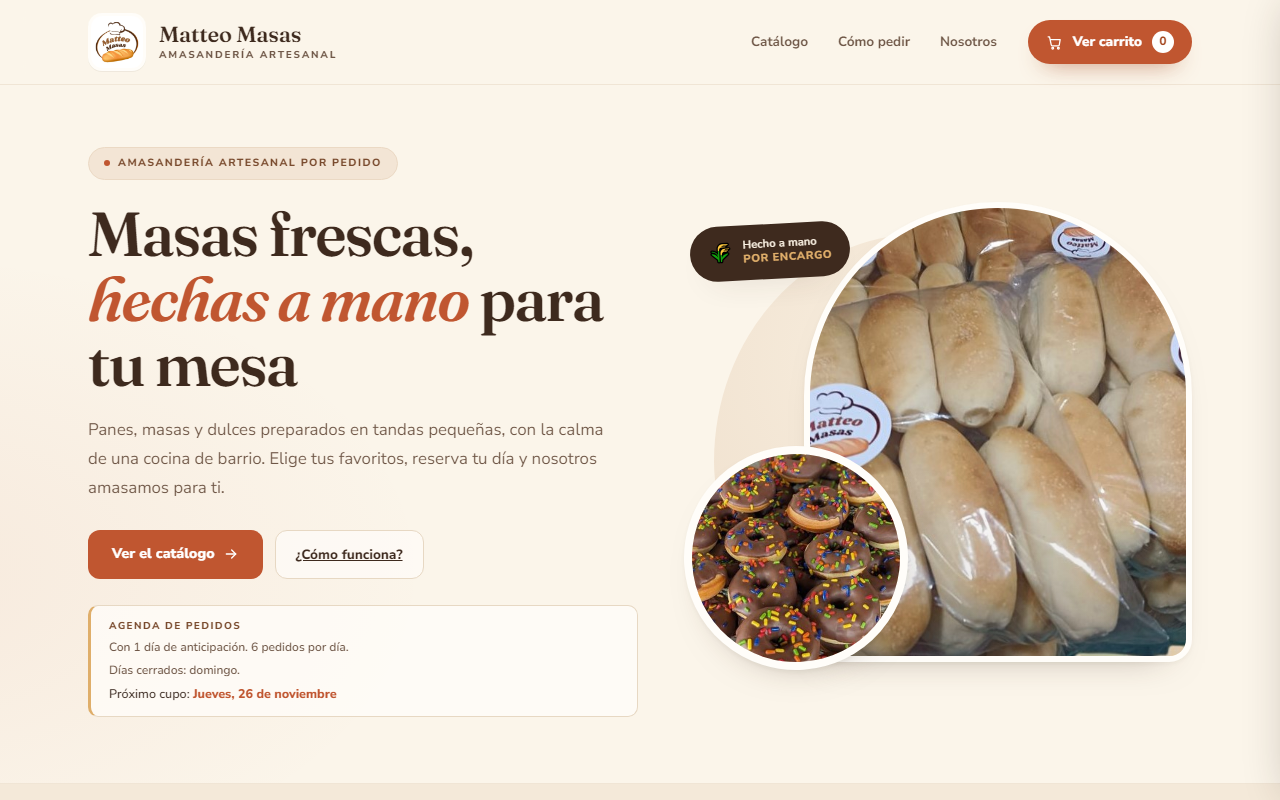 Matteo Masas
Matteo Masas
AMASANDERÍA ARTESANAL
Catálogo
Cómo pedir
Nosotros
Ver carrito 0
AMASANDERÍA ARTESANAL POR PEDIDO
Masas frescas,
hechas a mano para
tu mesa
Panes, masas y dulces preparados en tandas pequeñas, con la calma
de una cocina de barrio. Elige tus favoritos, reserva tu día y nosotros
amasamos para ti.
Ver el catálogo →
¿Cómo funciona?
AGENDA DE PEDIDOS
Con 1 día de anticipación. 6 pedidos por día.
Días cerrados: domingo.
Próximo cupo: Jueves, 26 de noviembre
Hecho a mano
POR ENCARGO
Matteo
Matteo
Masas